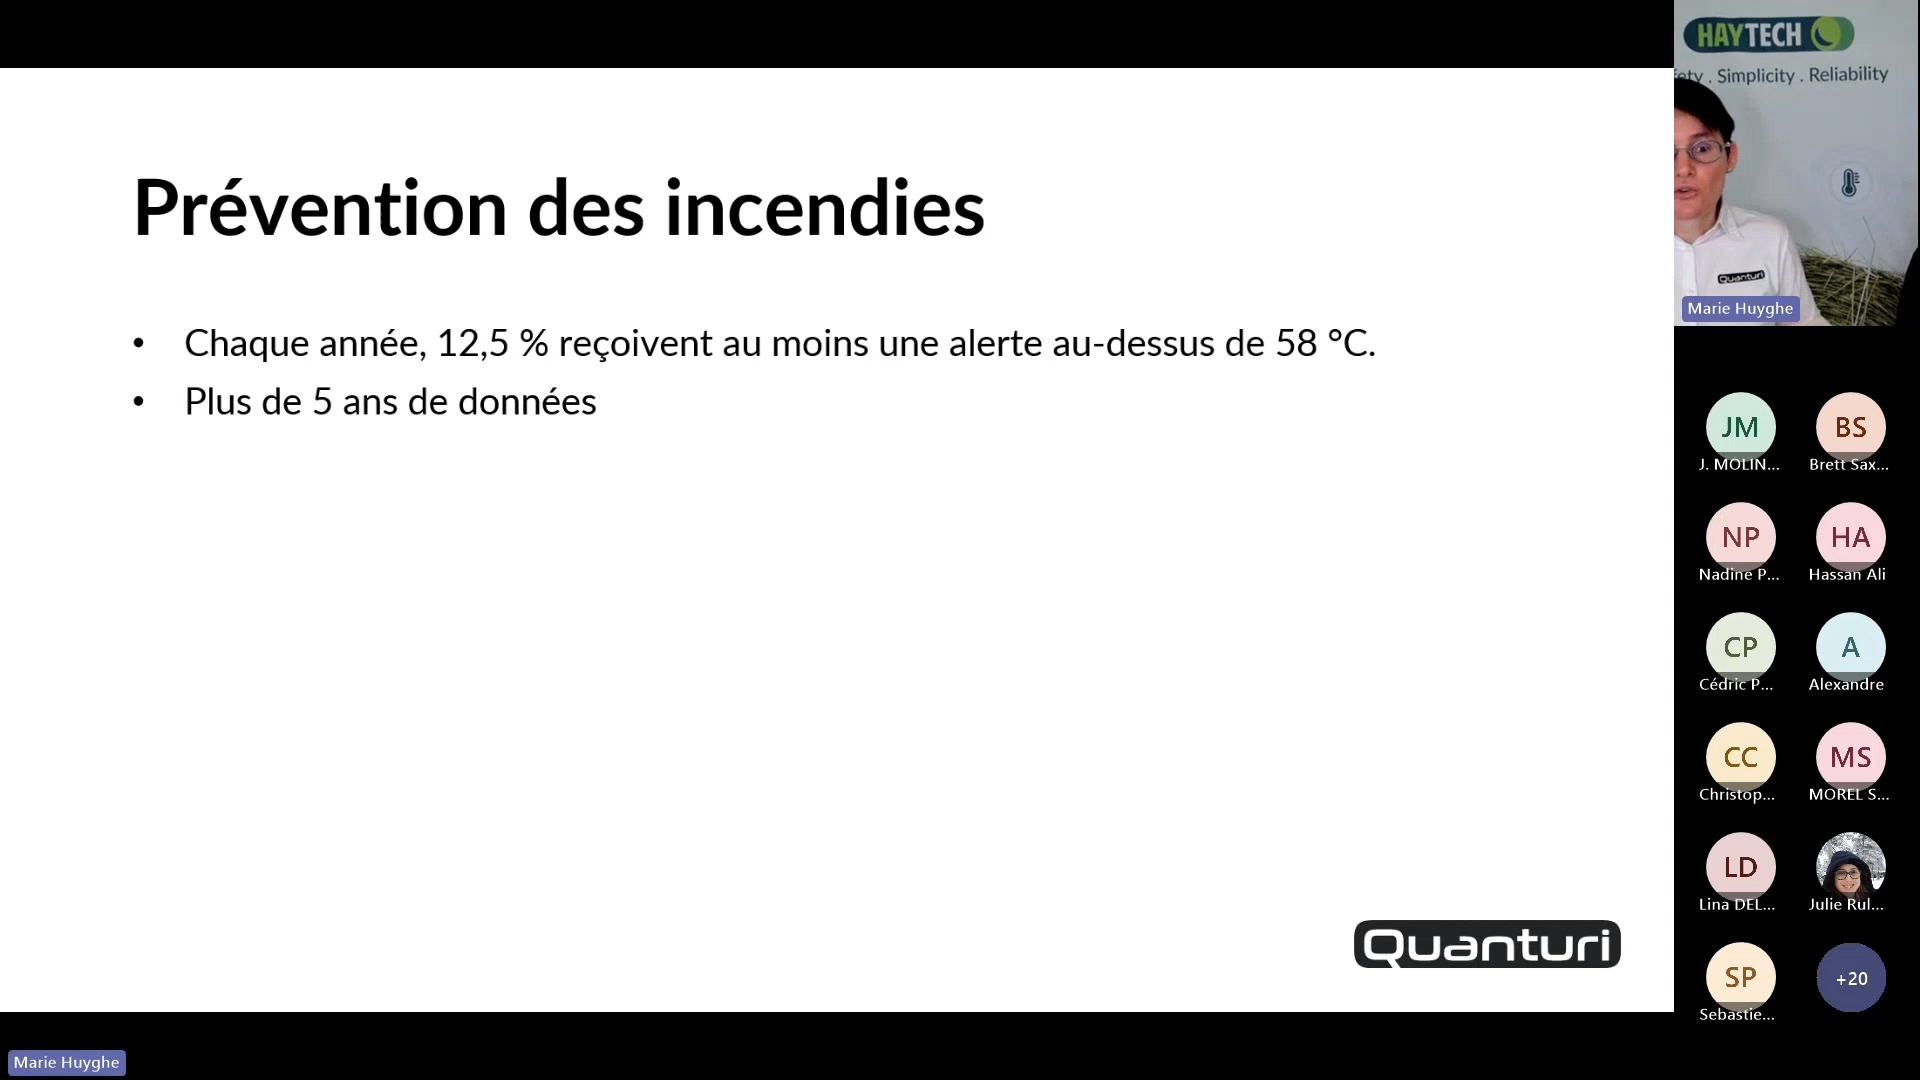 Prévention des incendies
• Chaque année, 12,5 % reçoivent au moins une alerte au-dessus de 58 °C.
• Plus de 5 ans de données
Quanturi
HAYTECH
ety . Simplicity . Reliability
Quanturi
Marie Huyghe
JM
J. MOLIN...
BS
Brett Sax...
NP
Nadine P...
HA
Hassan Ali
CP
Cédric P...
A
Alexandre
CC
Christop...
MS
MOREL S...
LD
Lina DEL...
Julie Rul...
SP
Sebastie...
+20
Marie Huyghe